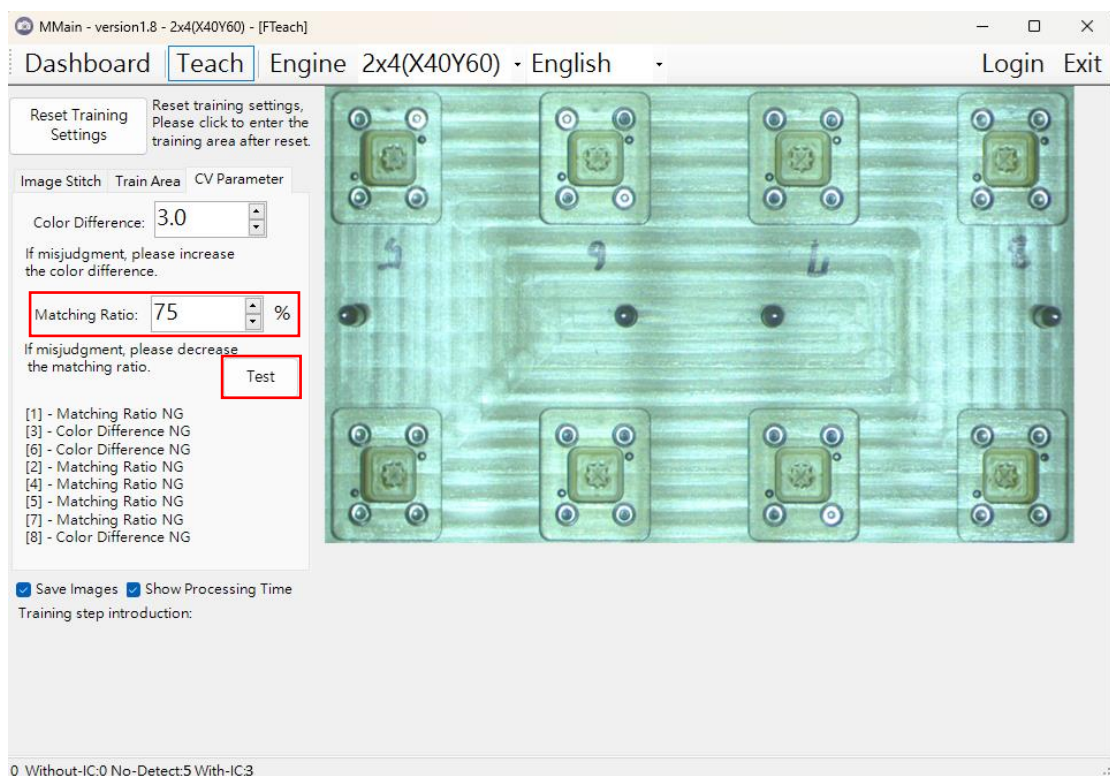 MMain - version1.8 - 2x4(X40Y60) - [FTeach]
Dashboard Teach Engine 2x4(X40Y60) English Login Exit
Reset Training
Settings
Reset training settings,
Please click to enter the
training area after reset.
Image Stitch Train Area CV Parameter
Color Difference: 3.0
If misjudgment, please increase
the color difference.
Matching Ratio: 75 %
If misjudgment, please decrease
the matching ratio.
Test
[1] - Matching Ratio NG
[3] - Color Difference NG
[6] - Color Difference NG
[2] - Matching Ratio NG
[4] - Matching Ratio NG
[5] - Matching Ratio NG
[7] - Matching Ratio NG
[8] - Color Difference NG
Save Images Show Processing Time
Training step introduction:
0 Without-IC:0 No-Detect:5 With-IC:3